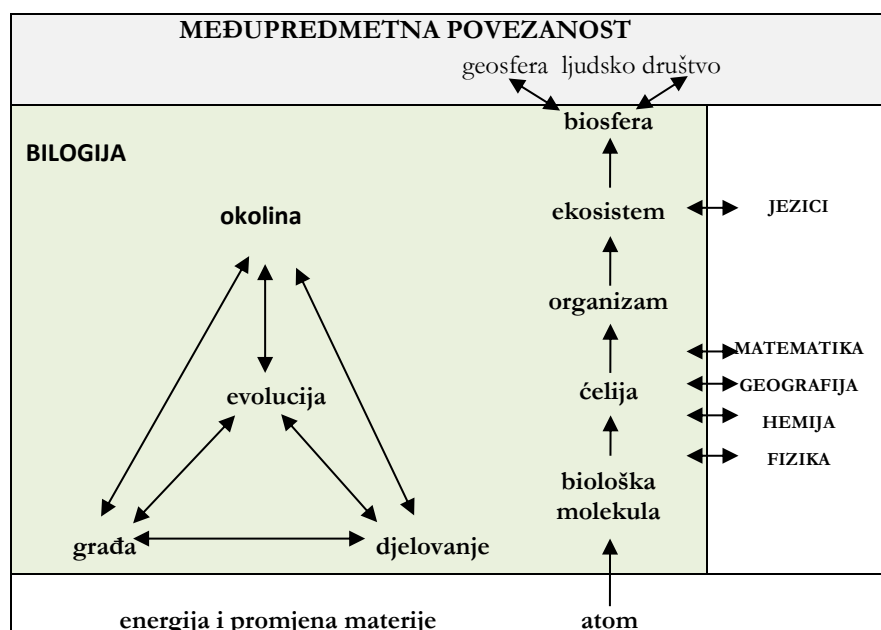 MEĐUPREDMETNA POVEZANOST
geosfera ljudsko društvo
biosfera
BILOGIJA
okolina
ekosistem
JEZICI
organizam
MATEMATIKA
evolucija
ćelija
GEOGRAFIJA
HEMIJA
FIZIKA
biološka
molekula
građa
djelovanje
energija i promjena materije
atom